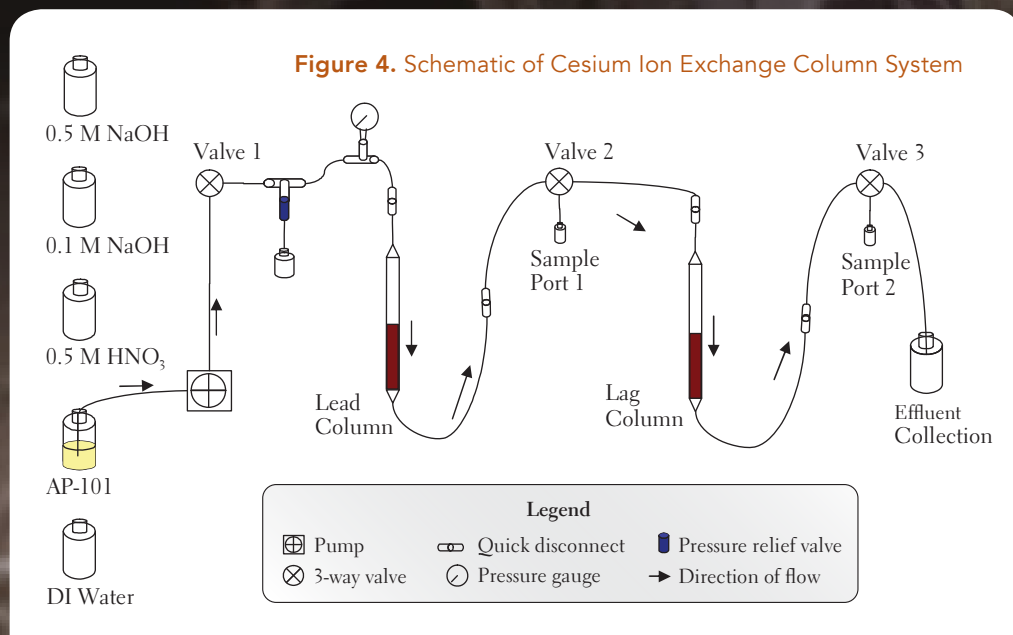 Figure 4. Schematic of Cesium Ion Exchange Column System
0.5 M NaOH
0.1 M NaOH
0.5 M HNO₃
AP-101
DI Water
Valve 1
Lead
Column
Valve 2
Sample
Port 1
Lag
Column
Valve 3
Sample
Port 2
Effluent
Collection
Legend
Pump
Quick disconnect
Pressure relief valve
3-way valve
Pressure gauge
Direction of flow